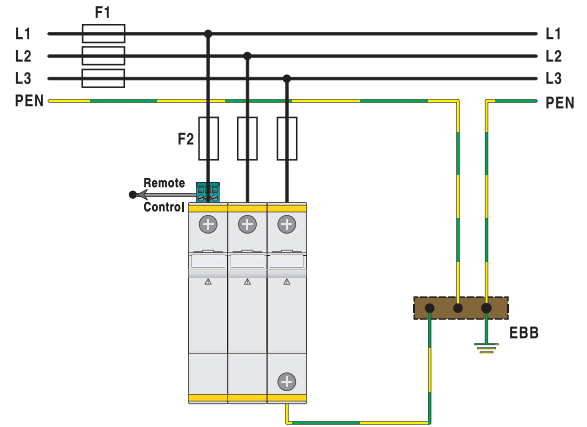 F1
L1 L1
L2 L2
L3 L3
PEN PEN
F2
Remote
Control
EBB